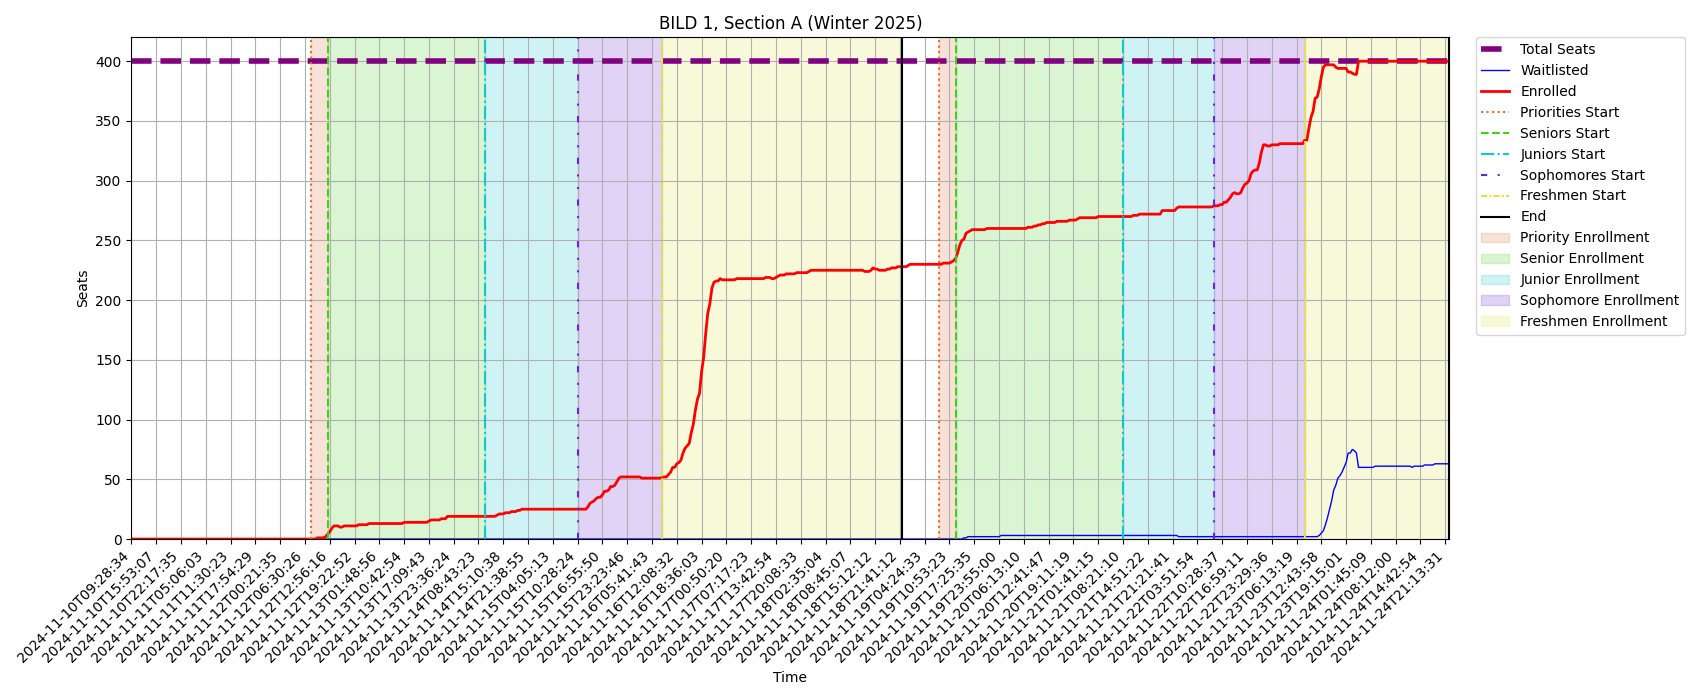 BILD 1, Section A (Winter 2025)
Seats
400
350
300
250
200
150
100
50
0
2024-11-10T09:28:34
2024-11-10T15:53:07
2024-11-10T22:17:35
2024-11-11T05:06:03
2024-11-11T11:30:23
2024-11-11T17:54:29
2024-11-12T00:21:35
2024-11-12T06:30:26
2024-11-12T12:56:16
2024-11-12T19:22:52
2024-11-13T01:48:56
2024-11-13T10:42:54
2024-11-13T17:09:43
2024-11-13T23:36:24
2024-11-14T08:43:23
2024-11-14T15:10:38
2024-11-14T21:38:55
2024-11-15T04:05:13
2024-11-15T10:28:24
2024-11-15T16:55:50
2024-11-15T23:23:46
2024-11-16T05:41:43
2024-11-16T12:08:32
2024-11-16T18:36:03
2024-11-17T00:50:20
2024-11-17T07:17:23
2024-11-17T13:42:54
2024-11-17T20:08:33
2024-11-18T02:35:04
2024-11-18T08:45:07
2024-11-18T15:12:12
2024-11-18T21:41:12
2024-11-19T04:24:33
2024-11-19T10:53:23
2024-11-19T17:25:35
2024-11-19T23:55:00
2024-11-20T06:13:10
2024-11-20T12:41:47
2024-11-20T19:11:19
2024-11-21T01:41:15
2024-11-21T08:21:10
2024-11-21T14:51:22
2024-11-21T21:21:41
2024-11-22T03:51:54
2024-11-22T10:28:37
2024-11-22T16:59:11
2024-11-22T23:29:36
2024-11-23T06:13:19
2024-11-23T12:43:58
2024-11-23T19:15:01
2024-11-24T01:45:09
2024-11-24T08:12:00
2024-11-24T14:42:54
2024-11-24T21:13:31
Time
Total Seats
Waitlisted
Enrolled
Priorities Start
Seniors Start
Juniors Start
Sophomores Start
Freshmen Start
End
Priority Enrollment
Senior Enrollment
Junior Enrollment
Sophomore Enrollment
Freshmen Enrollment